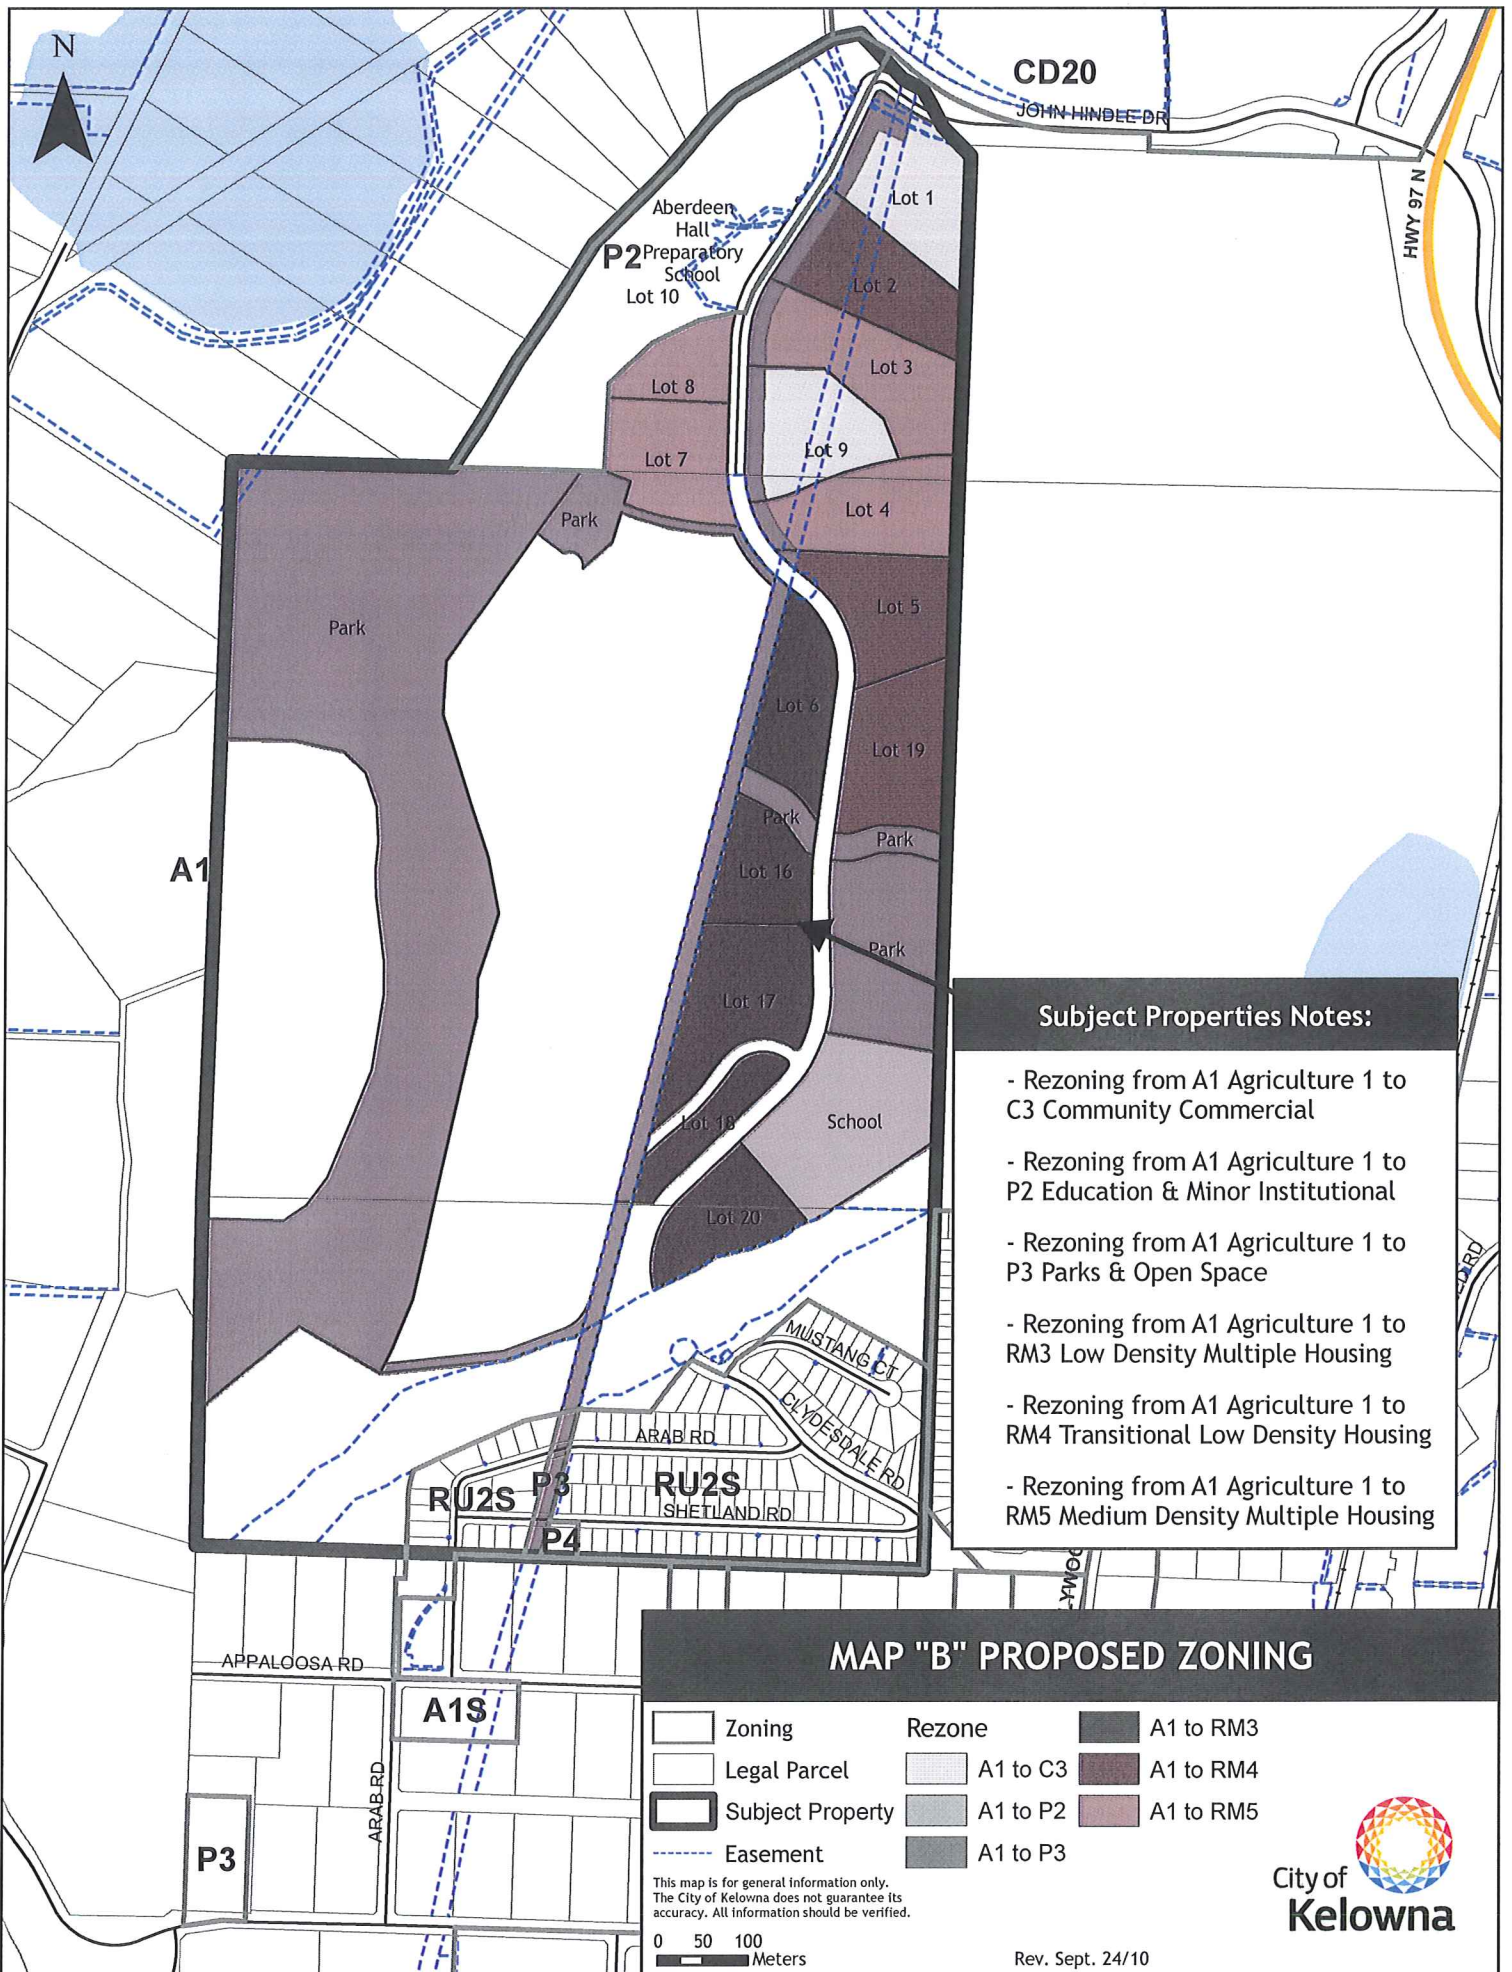 N
CD20
JOHN HINDLE DR
HWY 97 N
Lot 1
Aberdeen
Hall
P2 Preparatory
School
Lot 10
Lot 2
Lot 3
Lot 8
Lot 9
Lot 7
Lot 4
Park
Lot 5
Park
Lot 6
Lot 19
Park
Park
A1
Lot 16
Park
Lot 17
School
Lot 18
Lot 20
Subject Properties Notes:
- Rezoning from A1 Agriculture 1 to
C3 Community Commercial
- Rezoning from A1 Agriculture 1 to
P2 Education & Minor Institutional
- Rezoning from A1 Agriculture 1 to
P3 Parks & Open Space
- Rezoning from A1 Agriculture 1 to
RM3 Low Density Multiple Housing
- Rezoning from A1 Agriculture 1 to
RM4 Transitional Low Density Housing
- Rezoning from A1 Agriculture 1 to
RM5 Medium Density Multiple Housing
MUSTANG CT
CLYDESDALE RD
ARAB RD
RU2S
P3
RU2S
SHETLAND RD
P4
APPALOOSA RD
A1S
ARAB RD
P3
MAP "B" PROPOSED ZONING
Zoning
Legal Parcel
Subject Property
Easement
Rezone
A1 to C3
A1 to P2
A1 to P3
A1 to RM3
A1 to RM4
A1 to RM5
This map is for general information only.
The City of Kelowna does not guarantee its
accuracy. All information should be verified.
0 50 100
Meters
Rev. Sept. 24/10
City of
Kelowna